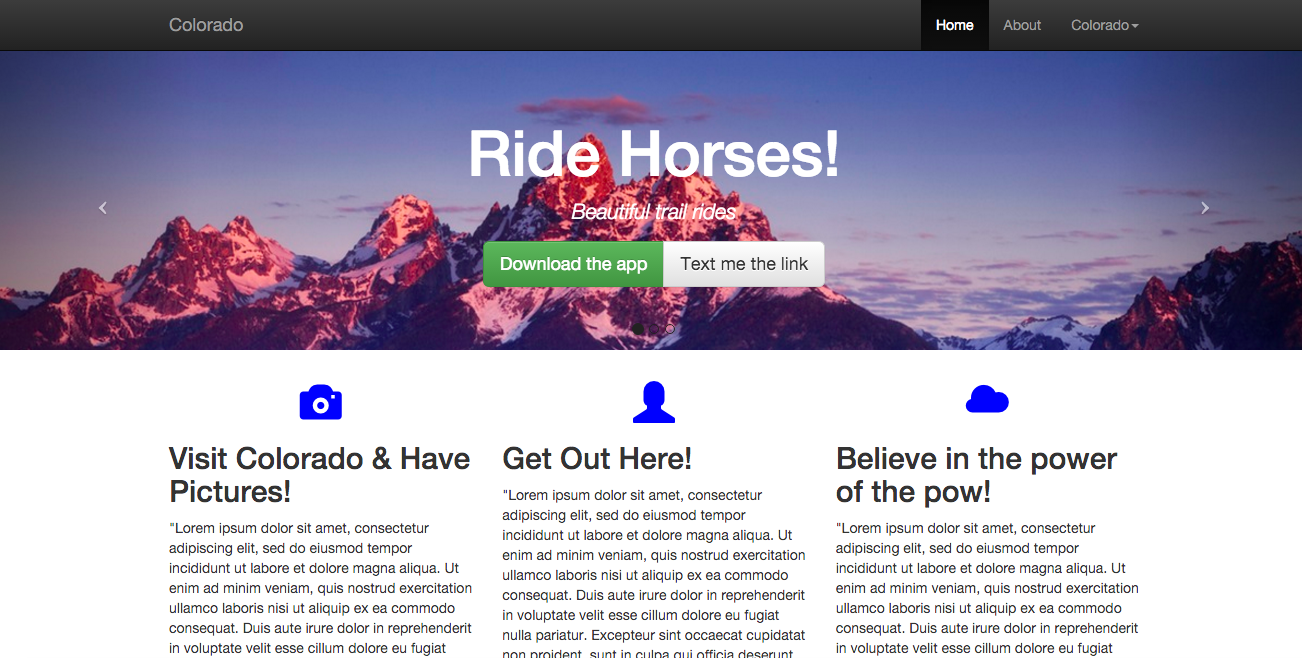 Colorado
Home About Colorado
Ride Horses!
Beautiful trail rides
Download the app Text me the link
Visit Colorado & Have
Pictures!
"Lorem ipsum dolor sit amet, consectetur
adipiscing elit, sed do eiusmod tempor
incididunt ut labore et dolore magna aliqua. Ut
enim ad minim veniam, quis nostrud exercitation
ullamco laboris nisi ut aliquip ex ea commodo
consequat. Duis aute irure dolor in reprehenderit
in voluptate velit esse cillum dolore eu fugiat
Get Out Here!
"Lorem ipsum dolor sit amet, consectetur
adipiscing elit, sed do eiusmod tempor
incididunt ut labore et dolore magna aliqua. Ut
enim ad minim veniam, quis nostrud exercitation
ullamco laboris nisi ut aliquip ex ea commodo
consequat. Duis aute irure dolor in reprehenderit
in voluptate velit esse cillum dolore eu fugiat
nulla pariatur. Excepteur sint occaecat cupidatat
non proident, sunt in culpa qui officia deserunt
Believe in the power
of the pow!
"Lorem ipsum dolor sit amet, consectetur
adipiscing elit, sed do eiusmod tempor
incididunt ut labore et dolore magna aliqua. Ut
enim ad minim veniam, quis nostrud exercitation
ullamco laboris nisi ut aliquip ex ea commodo
consequat. Duis aute irure dolor in reprehenderit
in voluptate velit esse cillum dolore eu fugiat